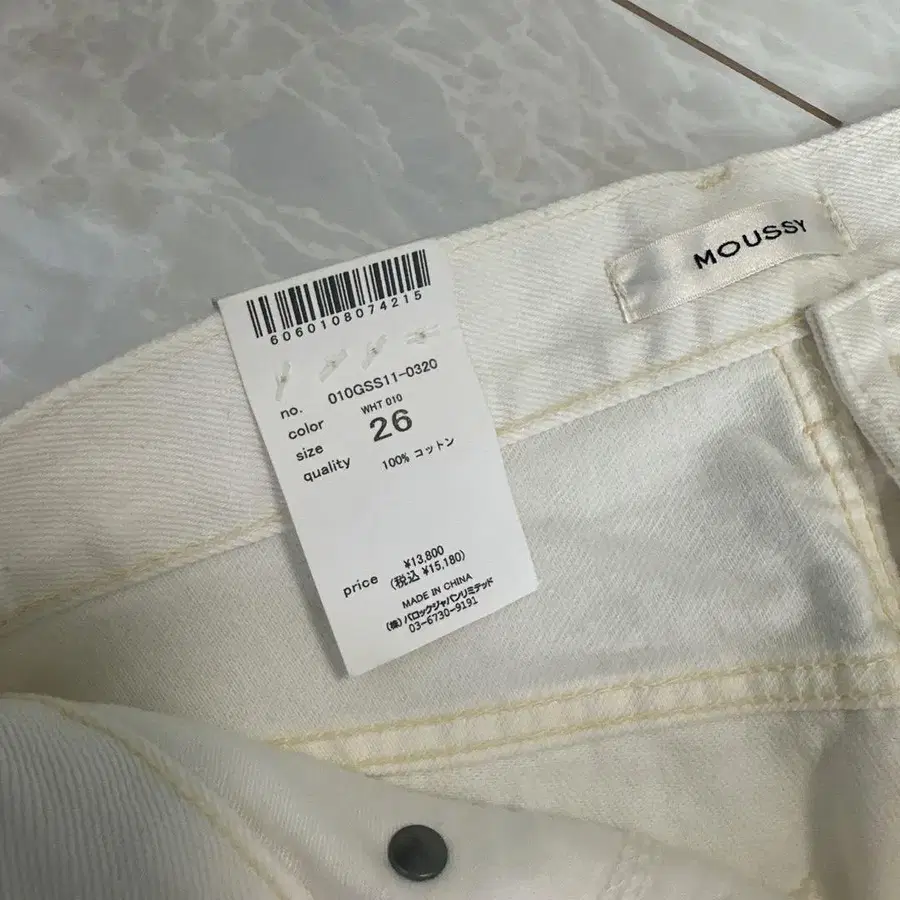 MOUSSY
6060108074215
no. 010GSS11-0320
color WHT 010
size 26
quality 100% コットン
price ¥13,800
(税込 ¥15,180)
MADE IN CHINA
(株)バロックジャパンリミテッド
03-6730-9191